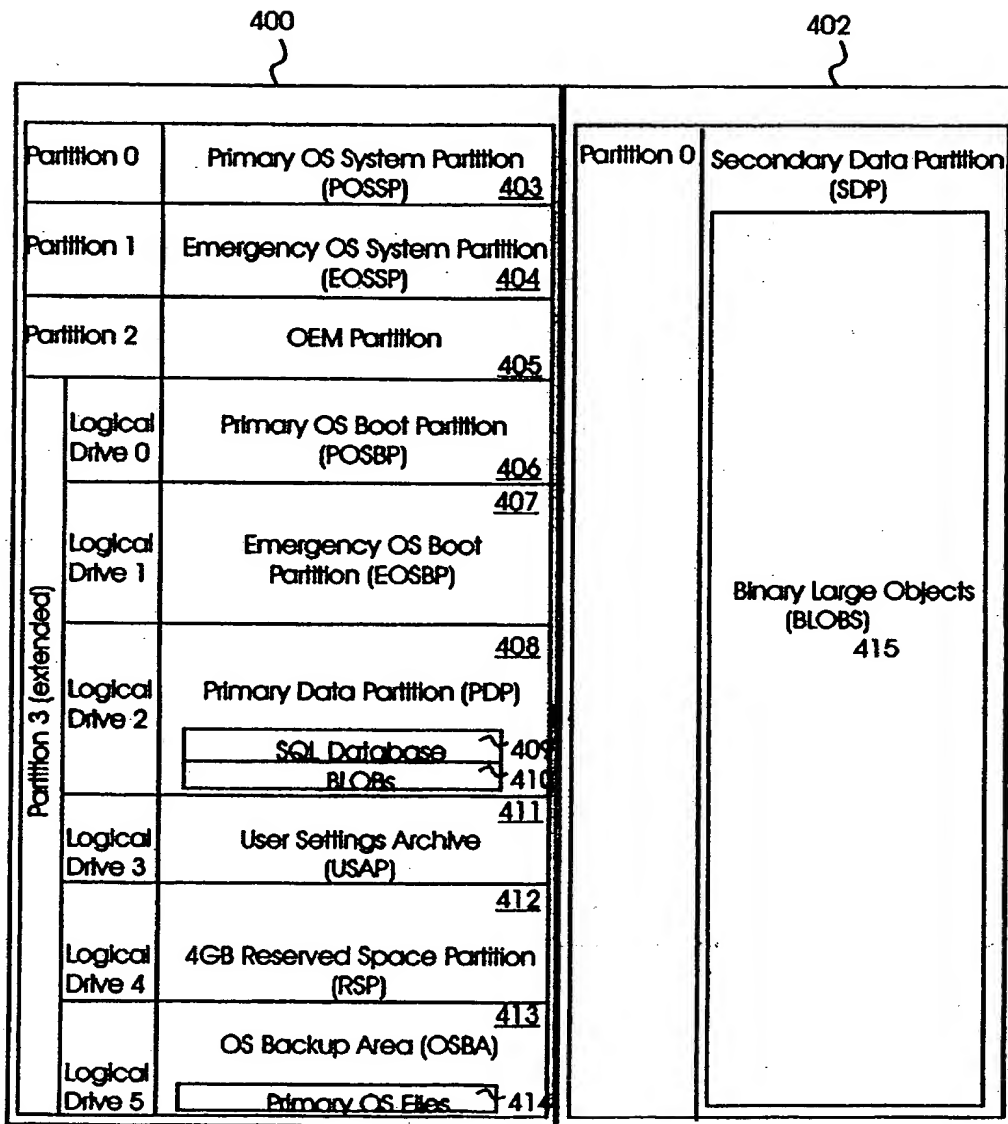 400
402
Partition 0
Primary OS System Partition
(POSSP)
403
Partition 1
Emergency OS System Partition
(EOSSP)
404
Partition 2
OEM Partition
405
Partition 3 (extended)
Logical
Drive 0
Primary OS Boot Partition
(POSBP)
406
Logical
Drive 1
407
Emergency OS Boot
Partition (EOSBP)
Logical
Drive 2
408
Primary Data Partition (PDP)
SQL Database
409
BLOBs
410
Logical
Drive 3
411
User Settings Archive
(USAP)
Logical
Drive 4
412
4GB Reserved Space Partition
(RSP)
Logical
Drive 5
413
OS Backup Area (OSBA)
Primary OS Files
414
Partition 0
Secondary Data Partition
(SDP)
Binary Large Objects
(BLOBS)
415